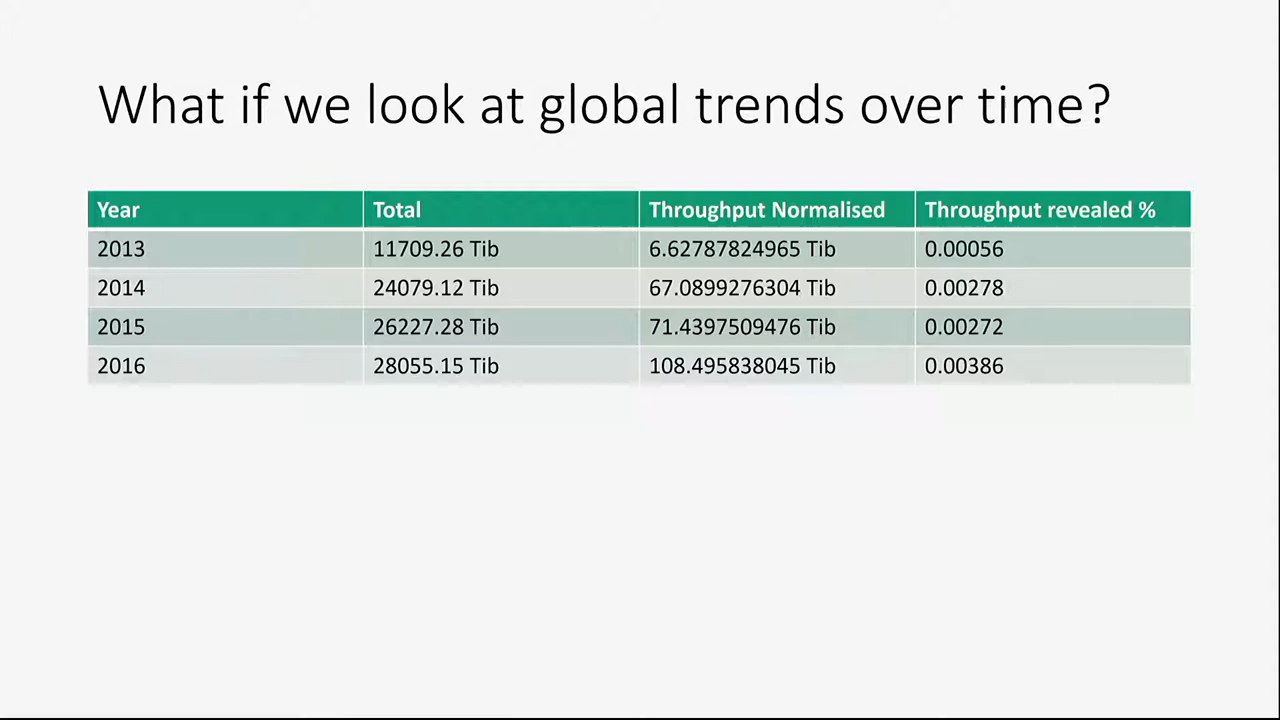 What if we look at global trends over time?
Year Total Throughput Normalised Throughput revealed %
2013 11709.26 Tib 6.62787824965 Tib 0.00056
2014 24079.12 Tib 67.0899276304 Tib 0.00278
2015 26227.28 Tib 71.4397509476 Tib 0.00272
2016 28055.15 Tib 108.495838045 Tib 0.00386